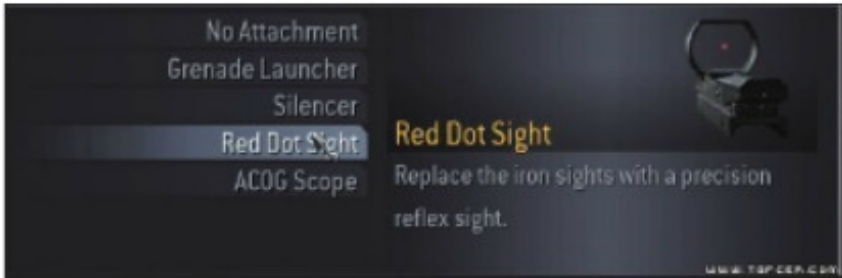 No Attachment
Grenade Launcher
Silencer
Red Dot Sight
ACOG Scope
Red Dot Sight
Replace the iron sights with a precision
reflex sight.